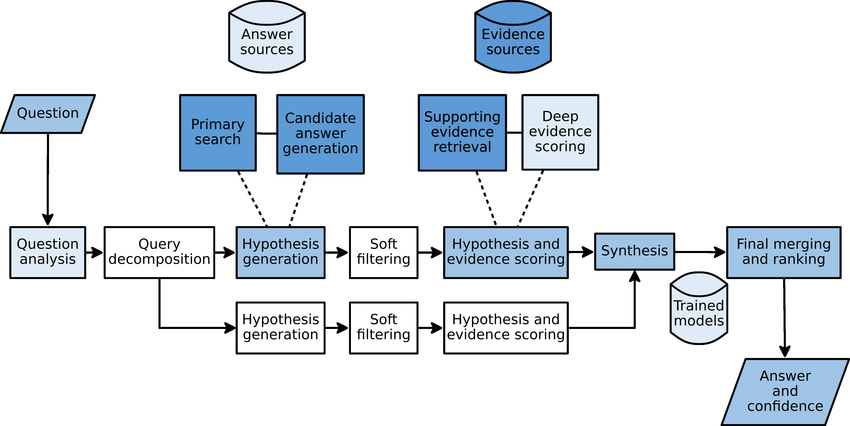 Answer
sources
Evidence
sources
Question
Primary
search
Candidate
answer
generation
Supporting
evidence
retrieval
Deep
evidence
scoring
Question
analysis
Query
decomposition
Hypothesis
generation
Soft
filtering
Hypothesis and
evidence scoring
Synthesis
Final merging
and ranking
Hypothesis
generation
Soft
filtering
Hypothesis and
evidence scoring
Trained
models
Answer
and
confidence